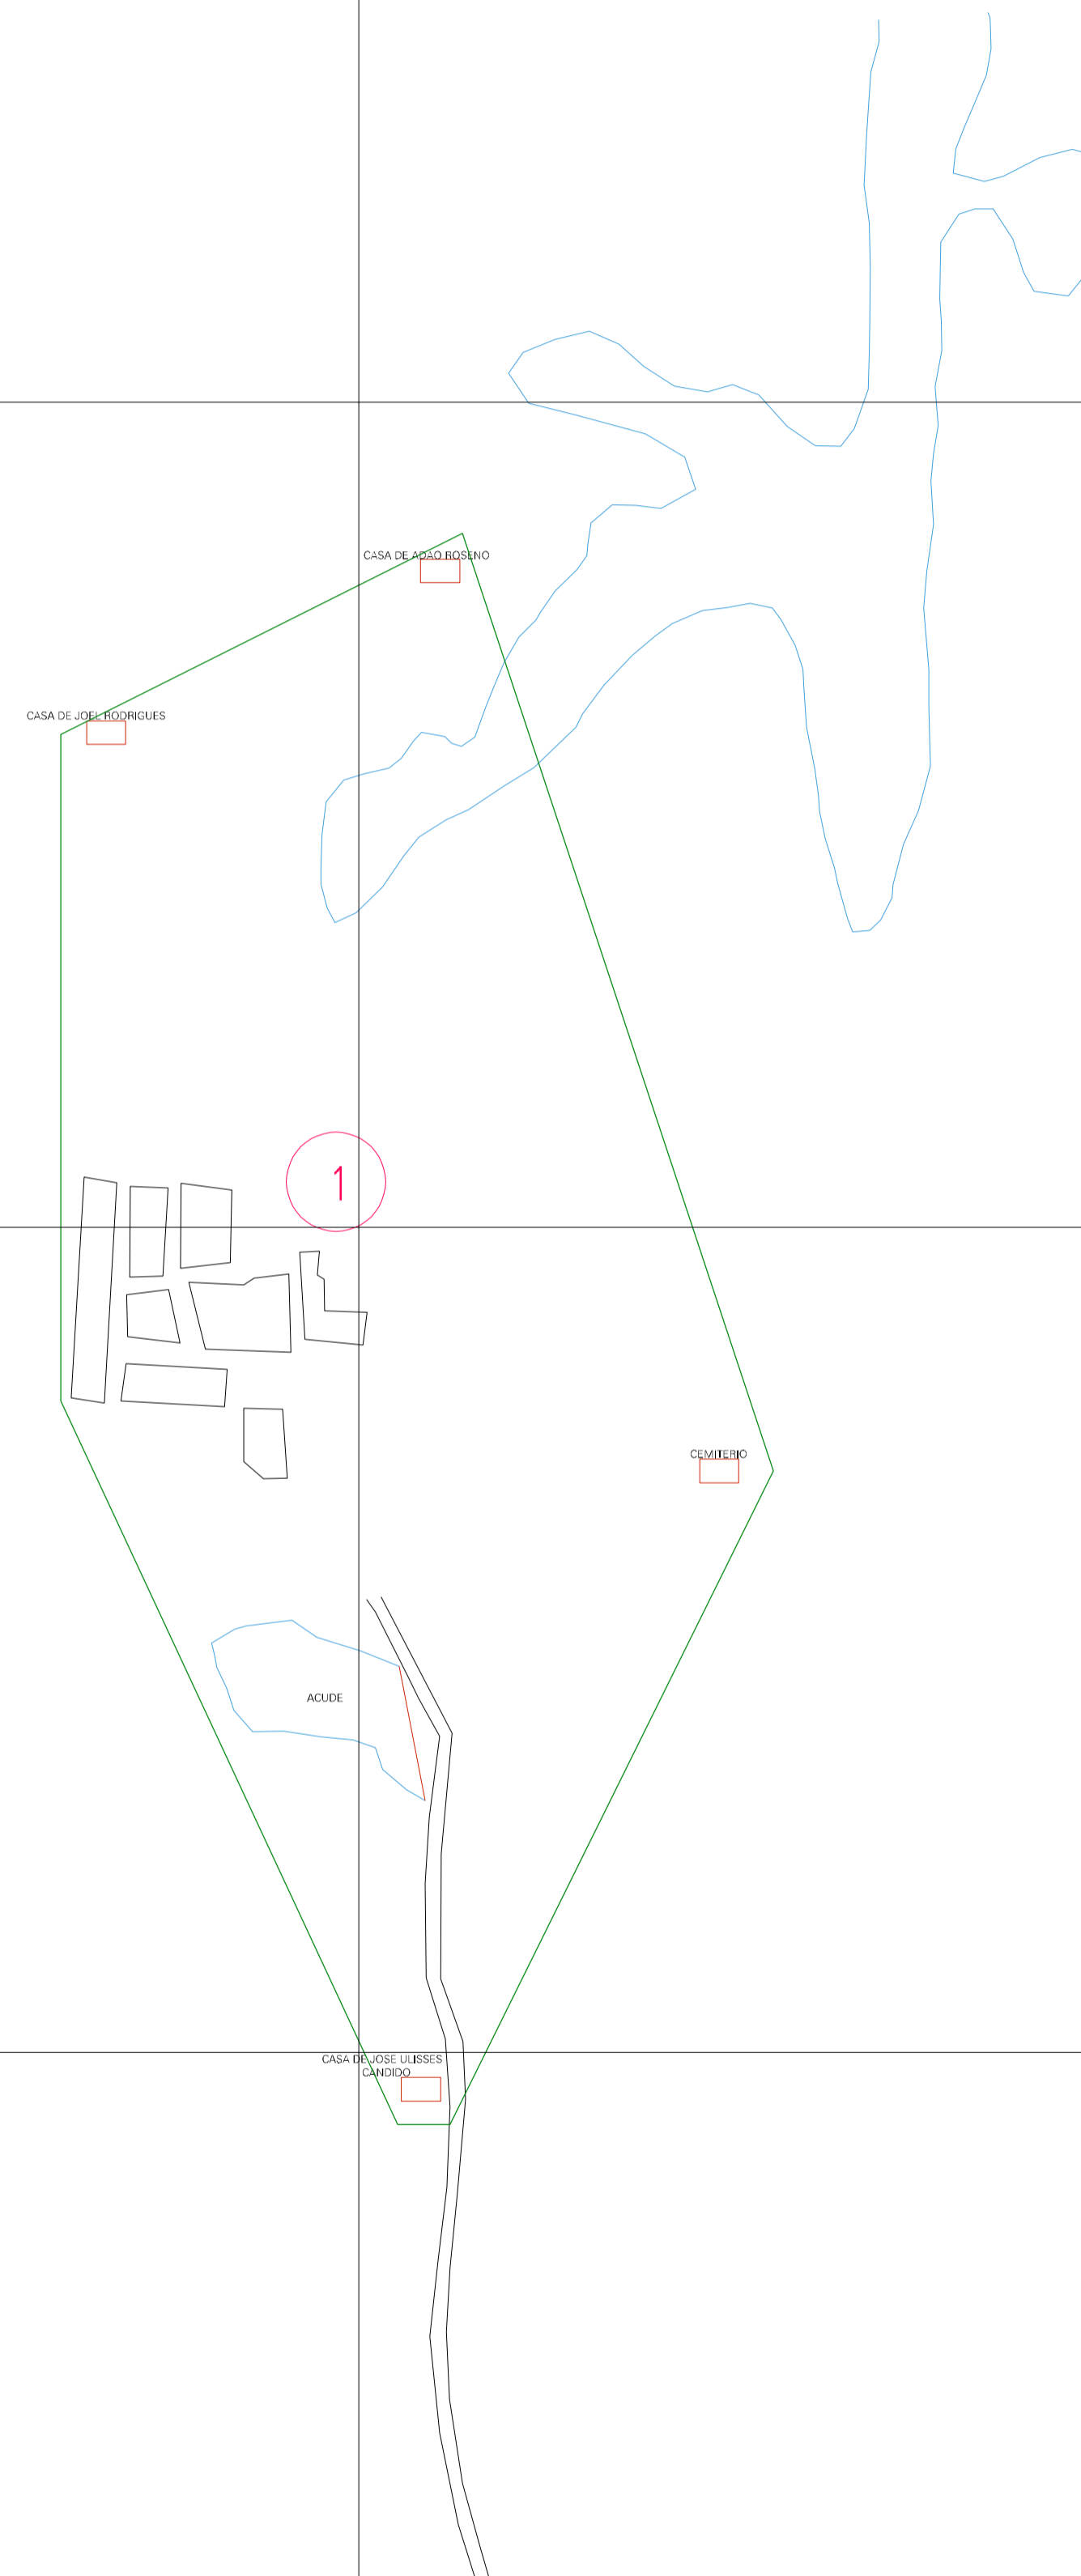 CASA DE ADAO ROSENO
CASA DE JOEL RODRIGUES
1
CEMITERIO
ACUDE
CASA DE JOSE ULISSES
CANDIDO